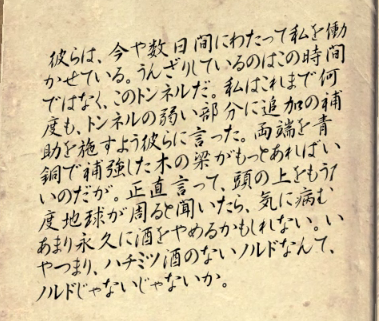 彼らは、今や数日間にわたって私を働
かせている。うんざりしているのはこの時間
ではなく、このトンネルだ。私はこれまで何
度も、トンネルの弱い部分に追加の補
助を施すよう彼らに言った。両端を青
銅で補強した木の梁がもっとあればい
いのだが。正直言って、頭の上をもう1
度地球が周ると聞いたら、気に病む
あまり永久に酒をやめるかもしれない。い
やつまり、ハチミツ酒のないノルドなんて、
ノルドじゃないじゃないか。